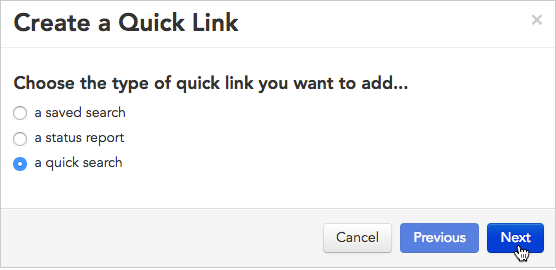 Create a Quick Link
×
Choose the type of quick link you want to add...
a saved search
a status report
a quick search
Cancel Previous Next